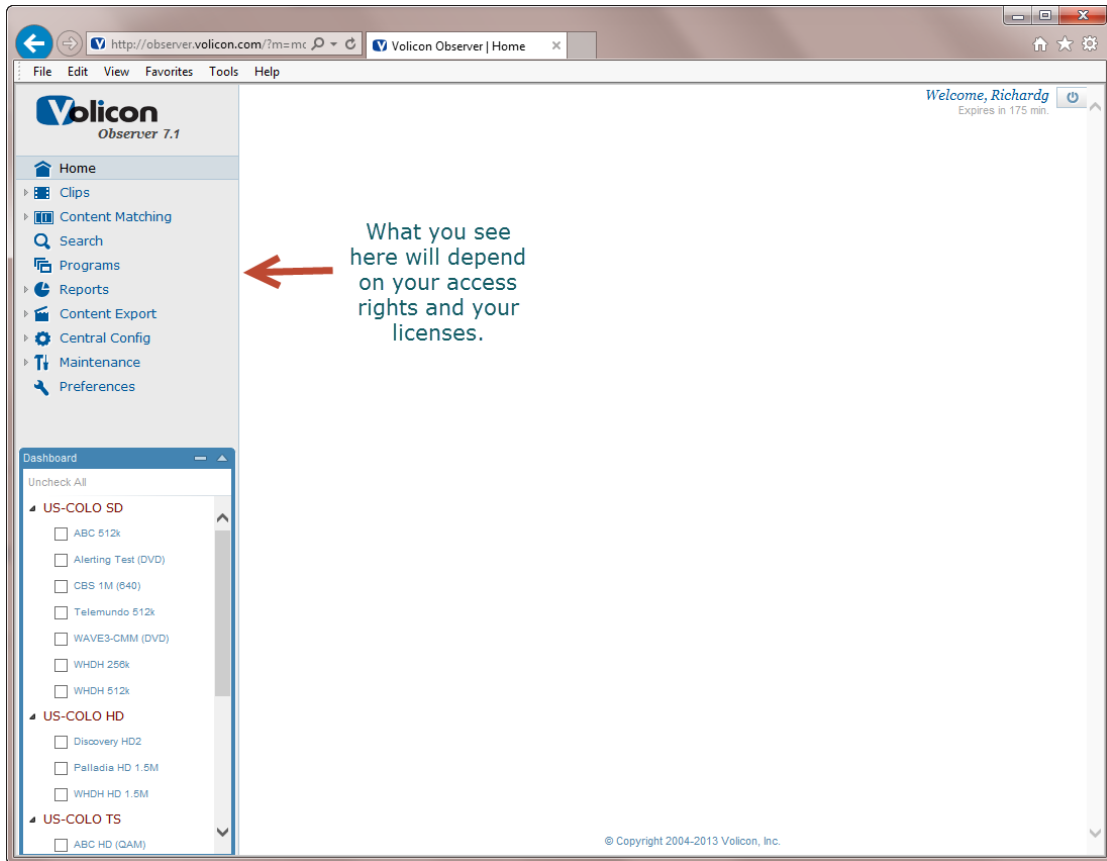 http://observer.volicon.com/?m=mc
Volicon Observer | Home
File Edit View Favorites Tools Help
Volicon
Observer 7.1
Welcome, Richardg
Expires in 175 min.
Home
Clips
Content Matching
Search
Programs
Reports
Content Export
Central Config
Maintenance
Preferences
What you see
here will depend
on your access
rights and your
licenses.
Dashboard
Uncheck All
US-COLO SD
ABC 512k
Alerting Test (DVD)
CBS 1M (640)
Telemundo 512k
WAVE3-CMM (DVD)
WHDH 256k
WHDH 512k
US-COLO HD
Discovery HD2
Palladia HD 1.5M
WHDH HD 1.5M
US-COLO TS
ABC HD (QAM)
© Copyright 2004-2013 Volicon, Inc.